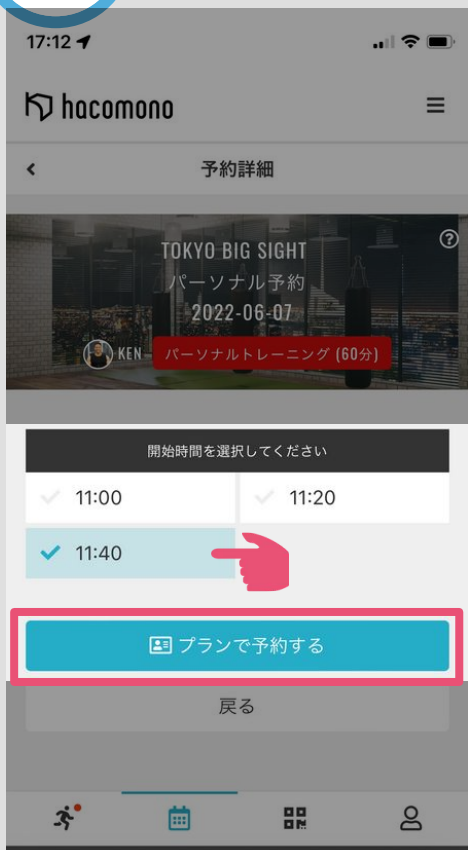 17:12
hacomono
予約詳細
TOKYO BIG SIGHT
パーソナル予約
2022-06-07
KEN パーソナルトレーニング (60分)
開始時間を選択してください
11:00 11:20
11:40
プランで予約する
戻る